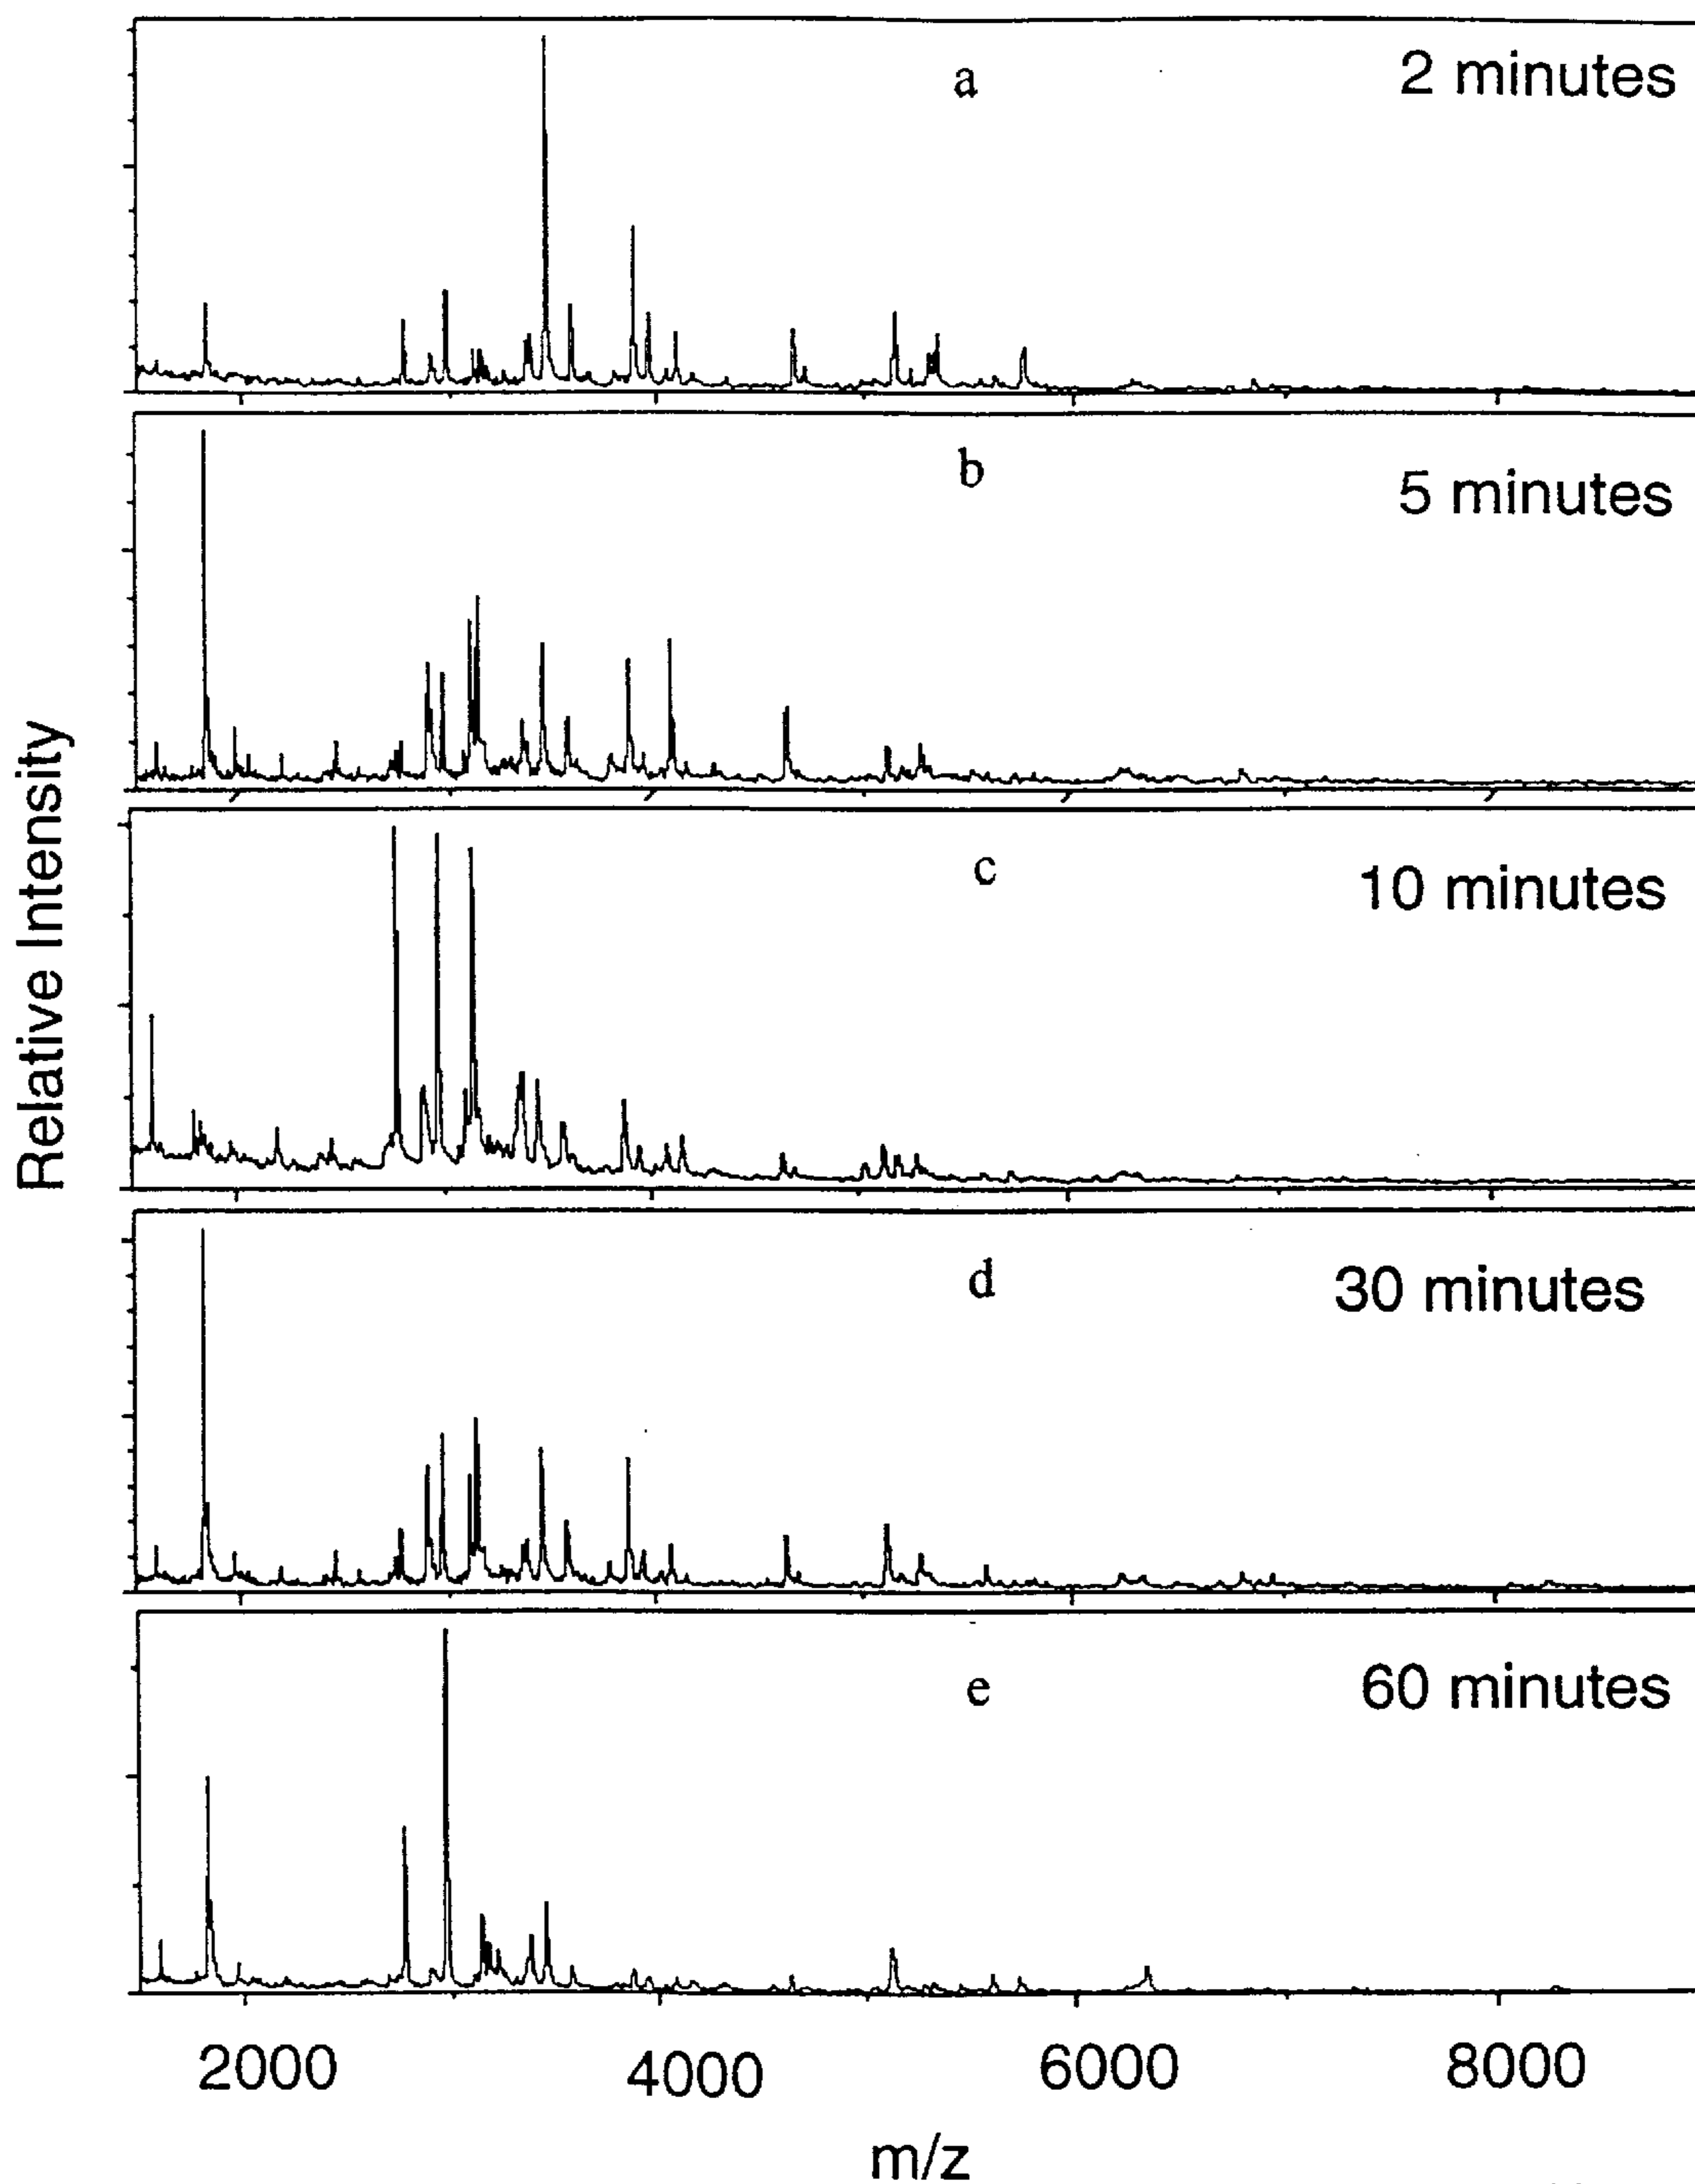 a
2 minutes
b
5 minutes
c
10 minutes
d
30 minutes
e
60 minutes
Relative Intensity
2000 4000 6000 8000
m/z